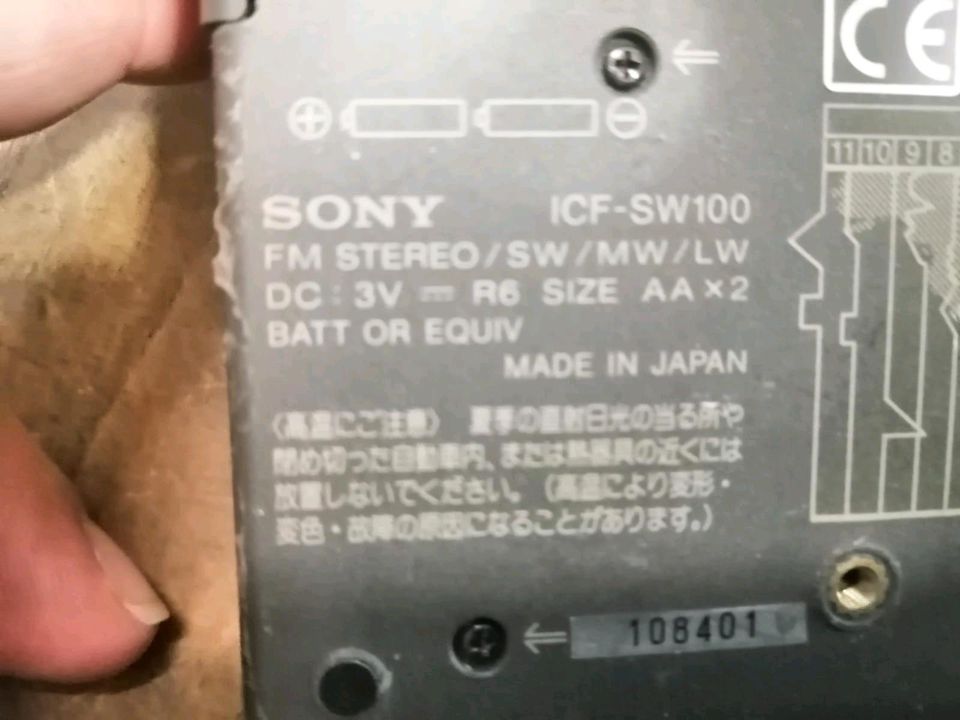 CE
⊕ ⊖
11 10 9 8
SONY ICF-SW100
FM STEREO/SW/MW/LW
DC : 3V ⎓ R6 SIZE AA×2
BATT OR EQUIV
MADE IN JAPAN
〈高温にご注意〉 夏季の直射日光の当る所や
閉め切った自動車内、または熱器具の近くには
放置しないでください。(高温により変形・
変色・故障の原因になることがあります。)
⇐ 108401